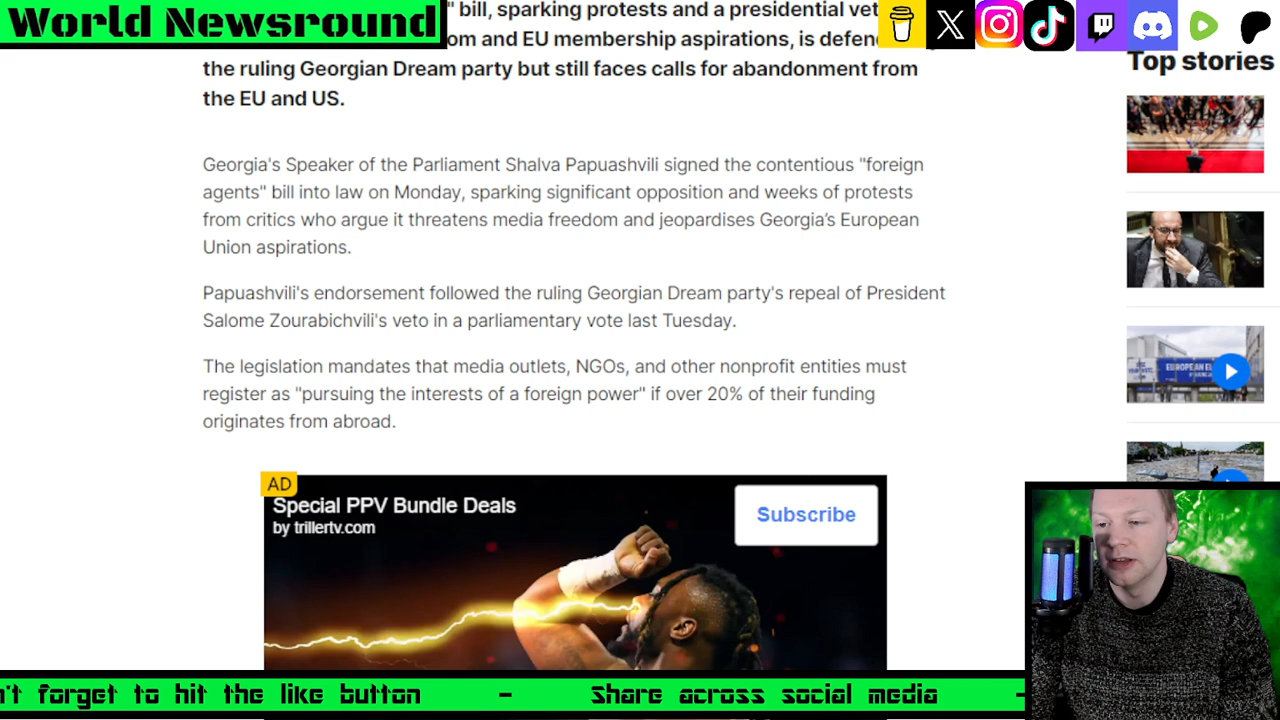 World Newsround
" bill, sparking protests and a presidential vet
om and EU membership aspirations, is defen
the ruling Georgian Dream party but still faces calls for abandonment from
the EU and US.
Top stories
Georgia's Speaker of the Parliament Shalva Papuashvili signed the contentious "foreign
agents" bill into law on Monday, sparking significant opposition and weeks of protests
from critics who argue it threatens media freedom and jeopardises Georgia's European
Union aspirations.
Papuashvili's endorsement followed the ruling Georgian Dream party's repeal of President
Salome Zourabichvili's veto in a parliamentary vote last Tuesday.
The legislation mandates that media outlets, NGOs, and other nonprofit entities must
register as "pursuing the interests of a foreign power" if over 20% of their funding
originates from abroad.
AD
Special PPV Bundle Deals
by trillertv.com
Subscribe
't forget to hit the like button - Share across social media -